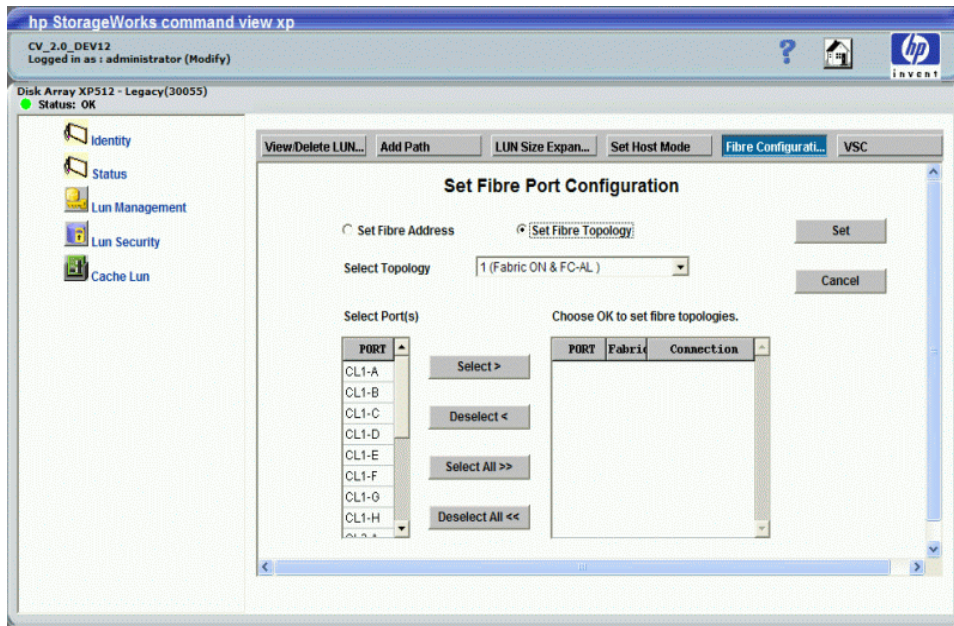 hp StorageWorks command view xp
CV_2.0_DEV12
Logged in as : administrator (Modify)
?
hp
invent
Disk Array XP512 - Legacy(30055)
Status: OK
Identity
Status
Lun Management
Lun Security
Cache Lun
View/Delete LUN... Add Path LUN Size Expan... Set Host Mode Fibre Configurati... VSC
Set Fibre Port Configuration
Set Fibre Address Set Fibre Topology Set
Select Topology 1 (Fabric ON & FC-AL ) Cancel
Select Port(s) Choose OK to set fibre topologies.
PORT PORT Fabric Connection
CL1-A
CL1-B
CL1-C
CL1-D
CL1-E
CL1-F
CL1-G
CL1-H
Select >
Deselect <
Select All >>
Deselect All <<